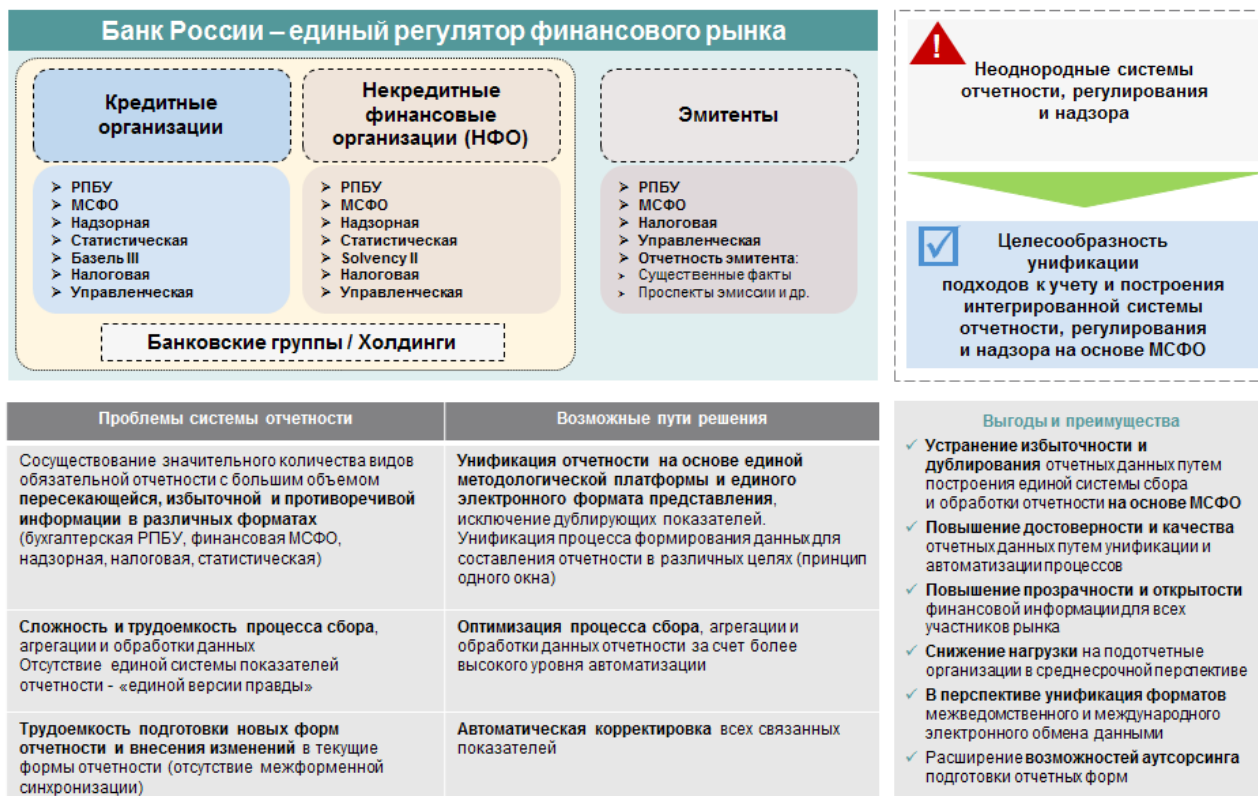 Банк России – единый регулятор финансового рынка
Кредитные
организации
➢ РПБУ
➢ МСФО
➢ Надзорная
➢ Статистическая
➢ Базель III
➢ Налоговая
➢ Управленческая
Некредитные
финансовые
организации (НФО)
➢ РПБУ
➢ МСФО
➢ Надзорная
➢ Статистическая
➢ Solvency II
➢ Налоговая
➢ Управленческая
Банковские группы / Холдинги
Эмитенты
➢ РПБУ
➢ МСФО
➢ Налоговая
➢ Управленческая
➢ Отчетность эмитента:
➢ Существенные факты
➢ Проспекты эмиссии и др.
!
Неоднородные системы
отчетности, регулирования
и надзора
Целесообразность
унификации
подходов к учету и построения
интегрированной системы
отчетности, регулирования
и надзора на основе МСФО
Проблемы системы отчетности
Возможные пути решения
Сосуществование значительного количества видов
обязательной отчетности с большим объемом
пересекающейся, избыточной и противоречивой
информации в различных форматах
(бухгалтерская РПБУ, финансовая МСФО,
надзорная, налоговая, статистическая)
Унификация отчетности на основе единой
методологической платформы и единого
электронного формата представления,
исключение дублирующих показателей.
Унификация процесса формирования данных для
составления отчетности в различных целях (принцип
одного окна)
Сложность и трудоемкость процесса сбора,
агрегации и обработки данных
Отсутствие единой системы показателей
отчетности - «единой версии правды»
Оптимизация процесса сбора, агрегации и
обработки данных отчетности за счет более
высокого уровня автоматизации
Трудоемкость подготовки новых форм
отчетности и внесения изменений в текущие
формы отчетности (отсутствие межформенной
синхронизации)
Автоматическая корректировка всех связанных
показателей
Выгоды и преимущества
✓ Устранение избыточности и
дублирования отчетных данных путем
построения единой системы сбора
и обработки отчетности на основе МСФО
✓ Повышение достоверности и качества
отчетных данных путем унификации и
автоматизации процессов
✓ Повышение прозрачности и открытости
финансовой информации для всех
участников рынка
✓ Снижение нагрузки на подотчетные
организации в среднесрочной перспективе
✓ В перспективе унификация форматов
межведомственного и международного
электронного обмена данными
✓ Расширение возможностей аутсорсинга
подготовки отчетных форм